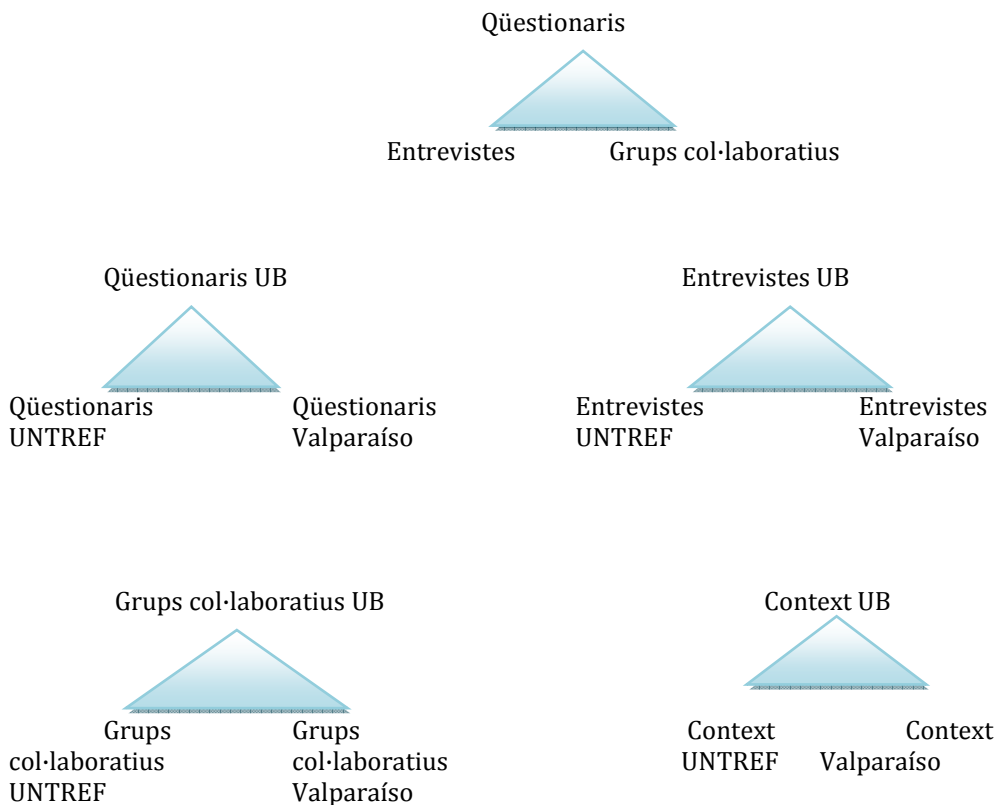 Qüestionaris
Entrevistes
Grups col·laboratius
Qüestionaris UB
Qüestionaris
UNTREF
Qüestionaris
Valparaíso
Entrevistes UB
Entrevistes
UNTREF
Entrevistes
Valparaíso
Grups col·laboratius UB
Grups
col·laboratius
UNTREF
Grups
col·laboratius
Valparaíso
Context UB
Context
UNTREF
Context
Valparaíso